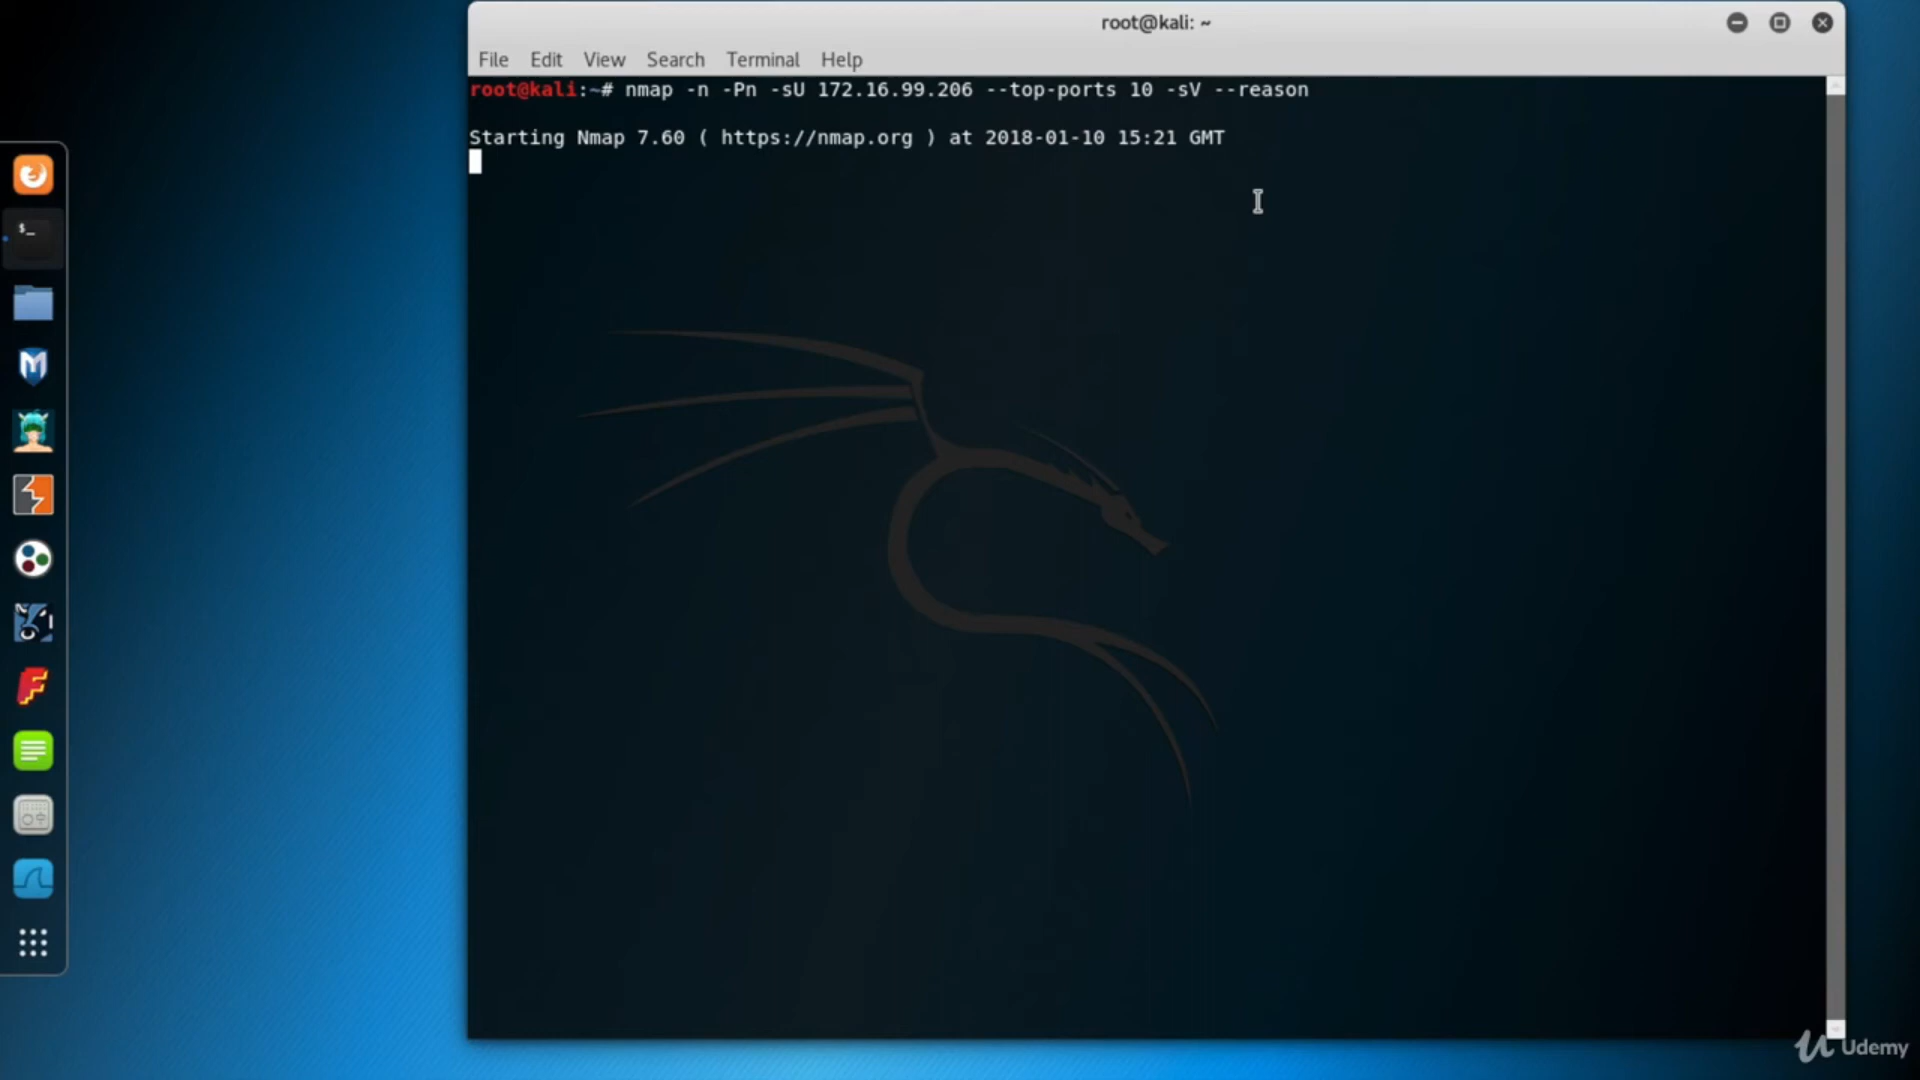 root@kali: ~
File Edit View Search Terminal Help
root@kali:~# nmap -n -Pn -sU 172.16.99.206 --top-ports 10 -sV --reason
Starting Nmap 7.60 ( https://nmap.org ) at 2018-01-10 15:21 GMT
$_
Udemy